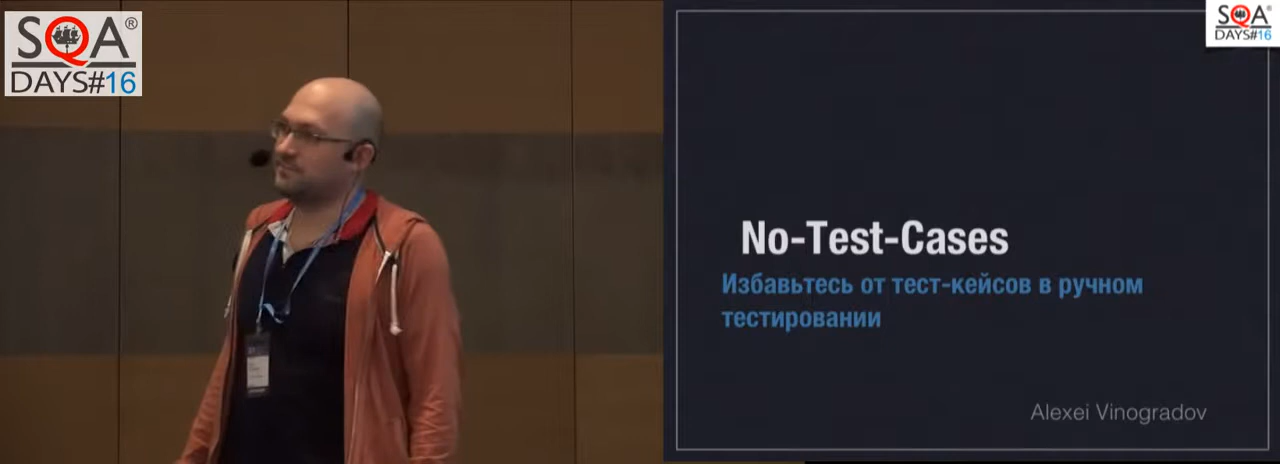 SQA®
DAYS#16
No-Test-Cases
Избавьтесь от тест-кейсов в ручном
тестировании
Alexei Vinogradov
SQA®
DAYS#16